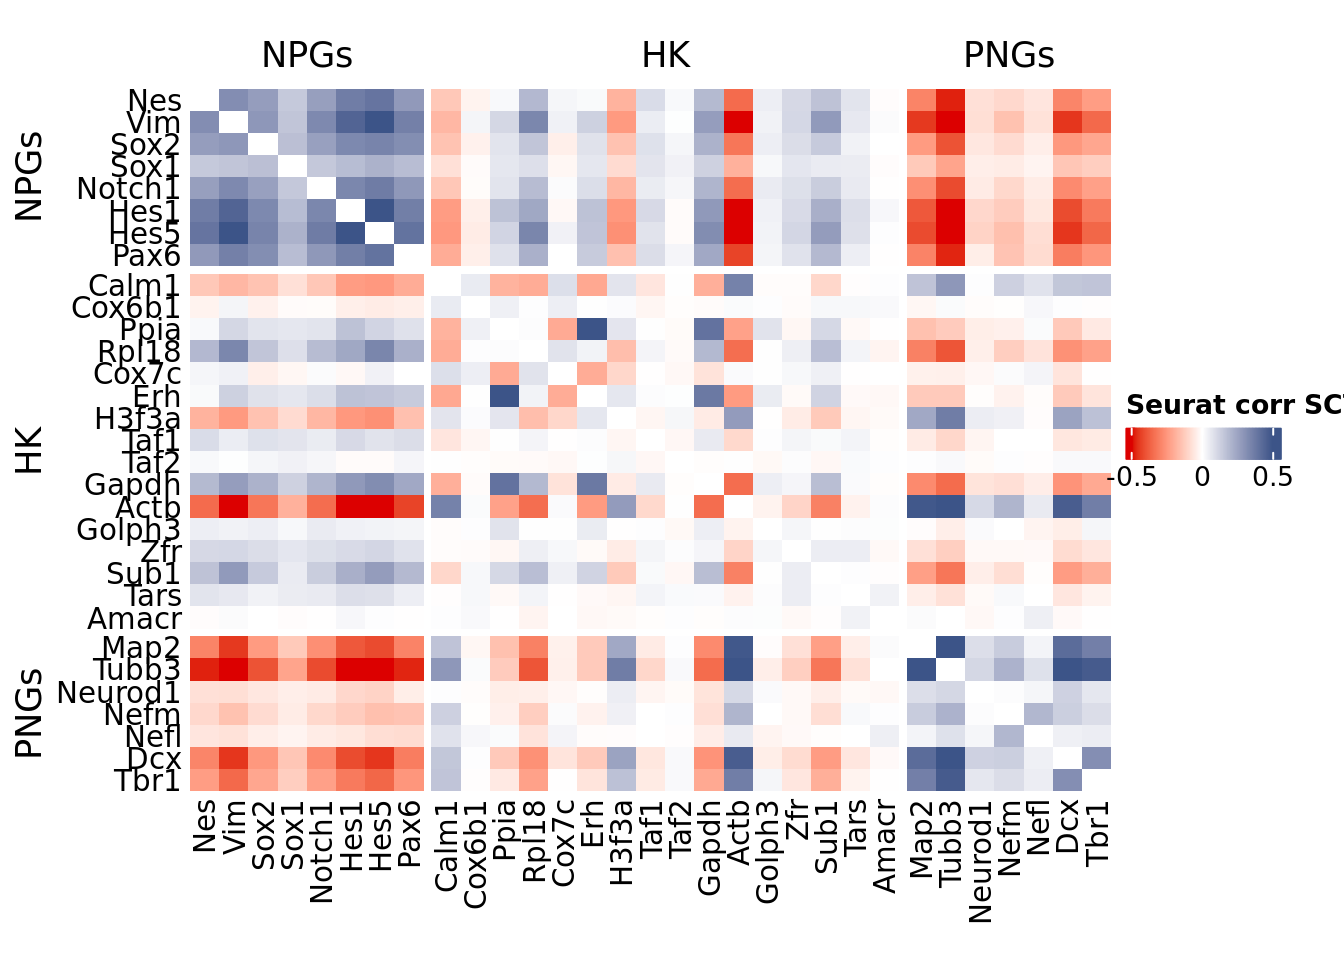 NPGs HK PNGs
NPGs
Nes
Vim
Sox2
Sox1
Notch1
Hes1
Hes5
Pax6
HK
Calm1
Cox6b1
Ppia
Rpl18
Cox7c
Erh
H3f3a
Taf1
Taf2
Gapdh
Actb
Golph3
Zfr
Sub1
Tars
Amacr
PNGs
Map2
Tubb3
Neurod1
Nefm
Nefl
Dcx
Tbr1
Nes Vim Sox2 Sox1 Notch1 Hes1 Hes5 Pax6 Calm1 Cox6b1 Ppia Rpl18 Cox7c Erh H3f3a Taf1 Taf2 Gapdh Actb Golph3 Zfr Sub1 Tars Amacr Map2 Tubb3 Neurod1 Nefm Nefl Dcx Tbr1
Seurat corr
-0.5 0 0.5